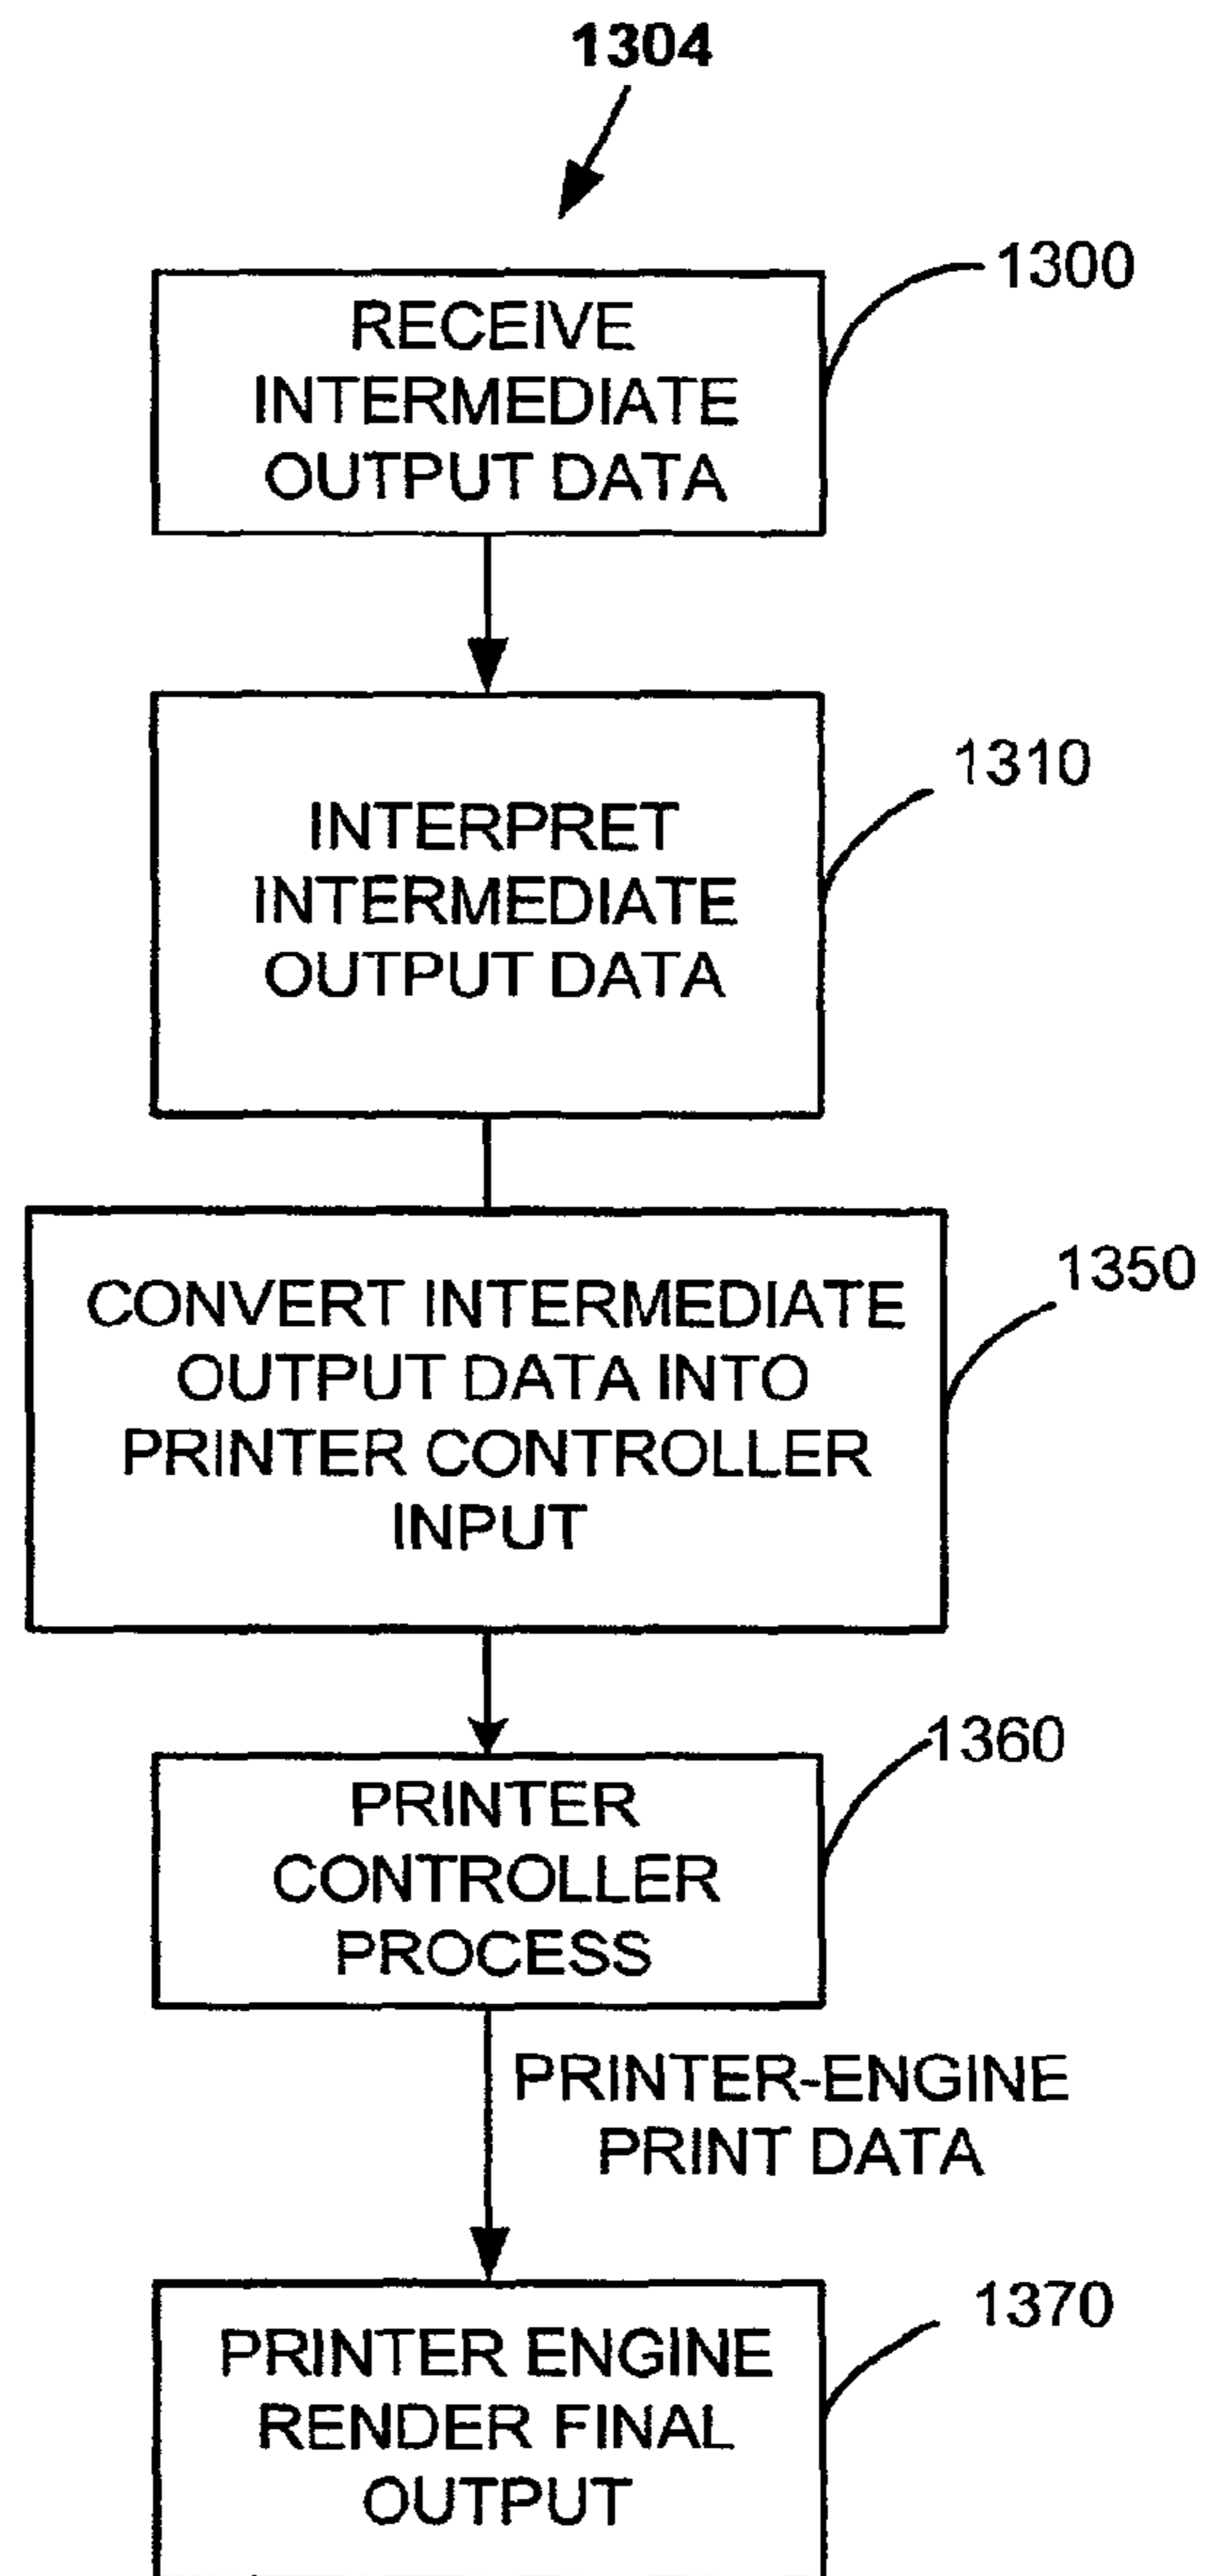 1304
1300
RECEIVE
INTERMEDIATE
OUTPUT DATA
1310
INTERPRET
INTERMEDIATE
OUTPUT DATA
1350
CONVERT INTERMEDIATE
OUTPUT DATA INTO
PRINTER CONTROLLER
INPUT
1360
PRINTER
CONTROLLER
PROCESS
PRINTER-ENGINE
PRINT DATA
1370
PRINTER ENGINE
RENDER FINAL
OUTPUT